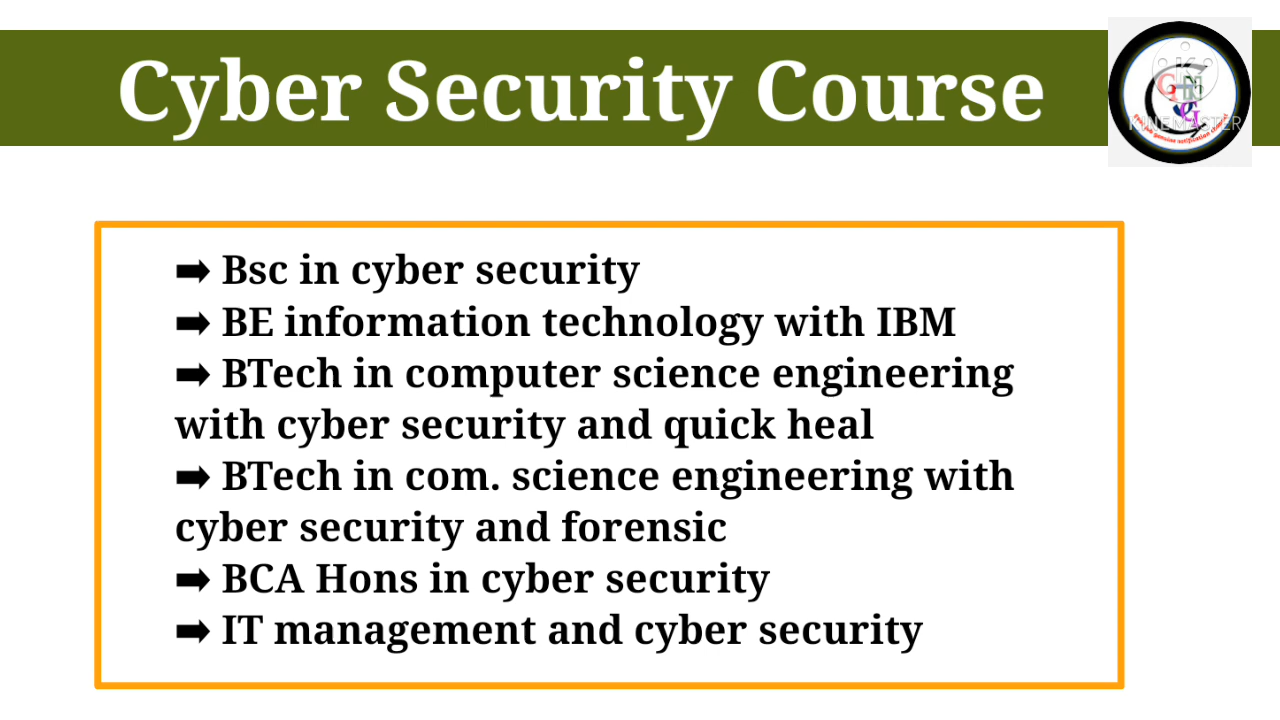 Cyber Security Course
KINEMASTER
➡ Bsc in cyber security
➡ BE information technology with IBM
➡ BTech in computer science engineering
with cyber security and quick heal
➡ BTech in com. science engineering with
cyber security and forensic
➡ BCA Hons in cyber security
➡ IT management and cyber security